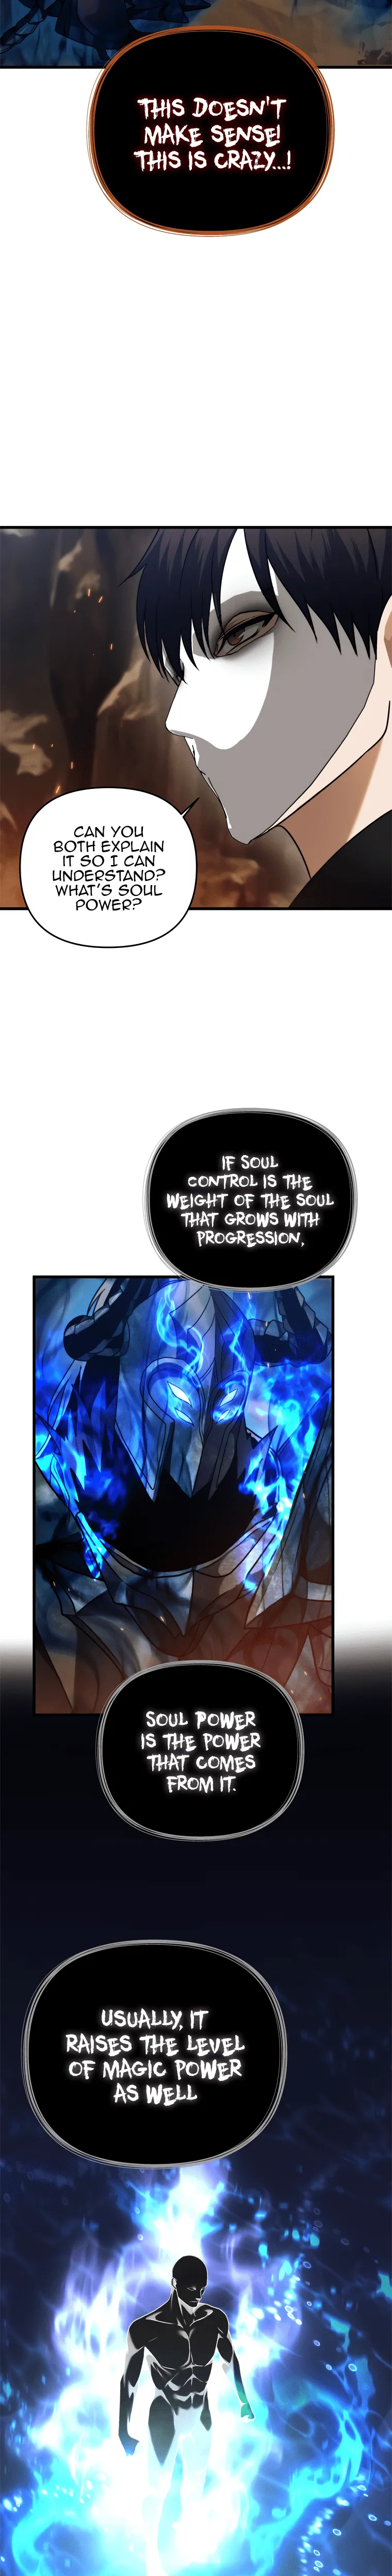 THIS DOESN'T
MAKE SENSE!
THIS IS CRAZY...!
CAN YOU
BOTH EXPLAIN
IT SO I CAN
UNDERSTAND?
WHAT'S SOUL
POWER?
IF SOUL
CONTROL IS THE
WEIGHT OF THE SOUL
THAT GROWS WITH
PROGRESSION,
SOUL POWER
IS THE POWER
THAT COMES
FROM IT.
USUALLY, IT
RAISES THE LEVEL
OF MAGIC POWER
AS WELL